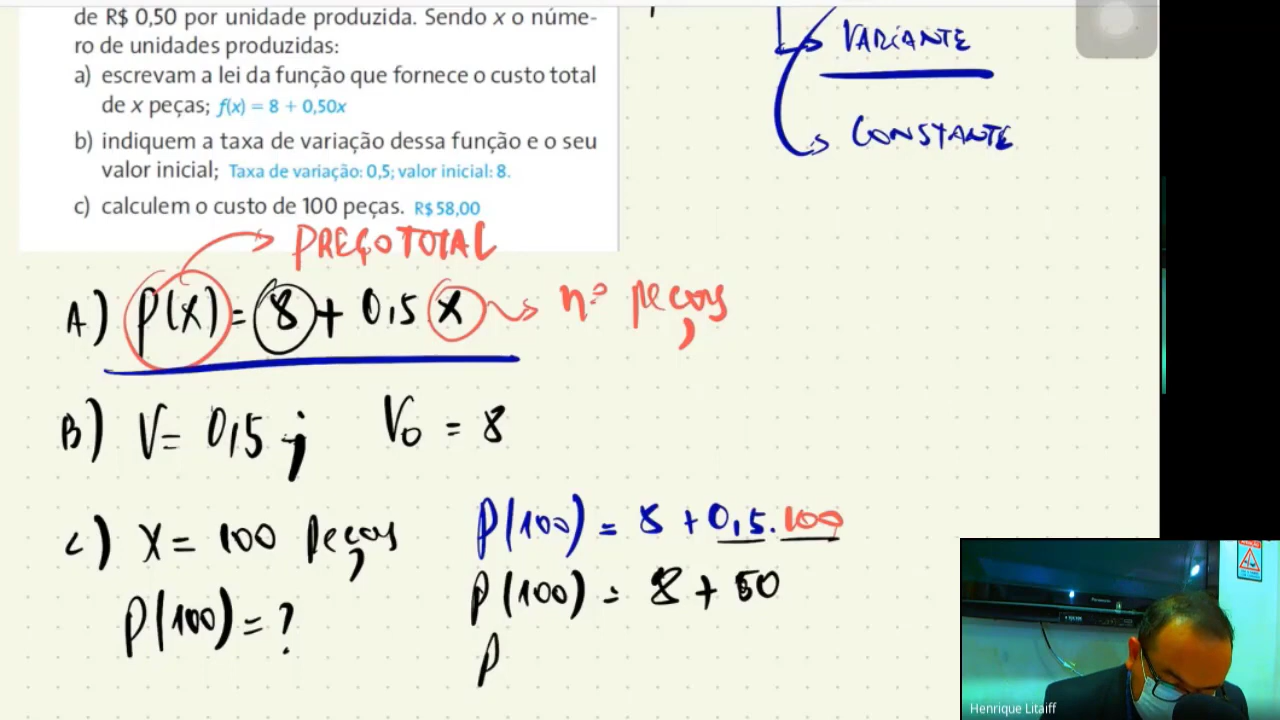 de R$ 0,50 por unidade produzida. Sendo x o núme-
ro de unidades produzidas:
a) escrevam a lei da função que fornece o custo total
de x peças; f(x) = 8 + 0,50x
b) indiquem a taxa de variação dessa função e o seu
valor inicial; Taxa de variação: 0,5; valor inicial: 8.
c) calculem o custo de 100 peças. R$ 58,00
VARIANTE
CONSTANTE
PREÇO TOTAL
A) P(x) = 8 + 0,5 x nº peças
B) V = 0,5 ; V0 = 8
C) x = 100 peças
P(100) = ?
P(100) = 8 + 0,5 . 100
P(100) = 8 + 50
P
Panasonic
Henrique Litaiff